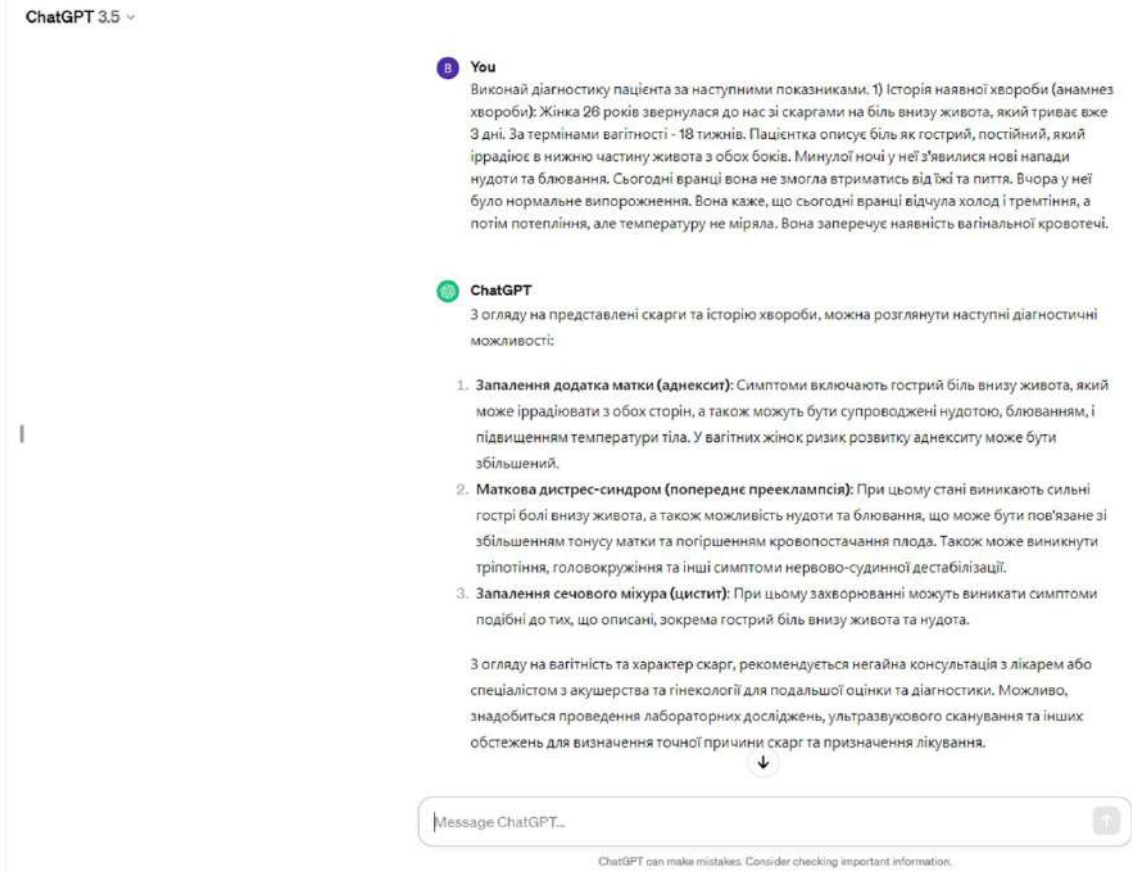 ChatGPT 3.5
B
You
Виконай діагностику пацієнта за наступними показниками. 1) Історія наявної хвороби (анамнез
хвороби): Жінка 26 років звернулася до нас зі скаргами на біль внизу живота, який триває вже
3 дні. За термінами вагітності - 18 тижнів. Пацієнтка описує біль як гострий, постійний, який
іррадіює в нижню частину живота з обох боків. Минулої ночі у неї з'явилися нові напади
нудоти та блювання. Сьогодні вранці вона не змогла втриматись від їжі та пиття. Вчора у неї
було нормальне випорожнення. Вона каже, що сьогодні вранці відчула холод і тремтіння, а
потім потепління, але температуру не міряла. Вона заперечує наявність вагінальної кровотечі.
ChatGPT
З огляду на представлені скарги та історію хвороби, можна розглянути наступні діагностичні
можливості:
1. Запалення додатка матки (аднексит): Симптоми включають гострий біль внизу живота, який
може іррадіювати з обох сторін, а також можуть бути супроводжені нудотою, блюванням, і
підвищенням температури тіла. У вагітних жінок ризик розвитку аднекситу може бути
збільшений.
2. Маткова дистрес-синдром (попереднє прееклампсія): При цьому стані виникають сильні
гострі болі внизу живота, а також можливість нудоти та блювання, що може бути пов'язане зі
збільшенням тонусу матки та погіршенням кровопостачання плода. Також може виникнути
тріпотіння, головокружіння та інші симптоми нервово-судинної дестабілізації.
3. Запалення сечового міхура (цистит): При цьому захворюванні можуть виникати симптоми
подібні до тих, що описані, зокрема гострий біль внизу живота та нудота.
З огляду на вагітність та характер скарг, рекомендується негайна консультація з лікарем або
спеціалістом з акушерства та гінекології для подальшої оцінки та діагностики. Можливо,
знадобиться проведення лабораторних досліджень, ультразвукового сканування та інших
обстежень для визначення точної причини скарг та призначення лікування.
Message ChatGPT...
ChatGPT can make mistakes. Consider checking important information.